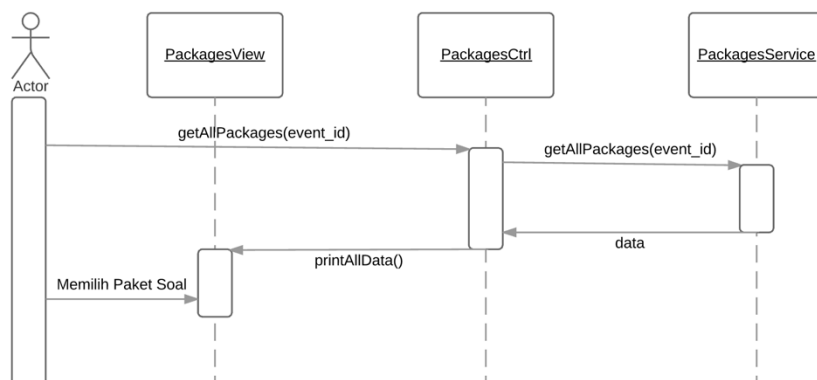 PackagesView
PackagesCtrl
PackagesService
Actor
getAllPackages(event_id)
getAllPackages(event_id)
data
printAllData()
Memilih Paket Soal